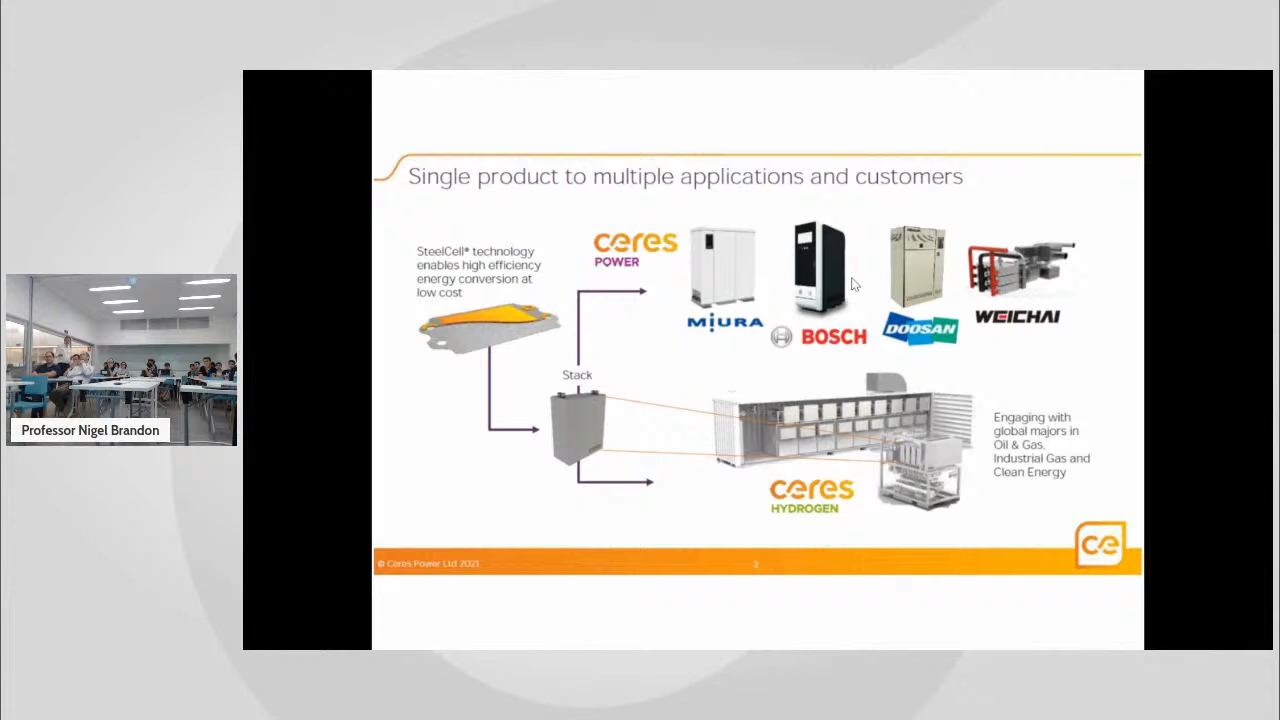 Single product to multiple applications and customers
SteelCell® technology
enables high efficiency
energy conversion at
low cost
ceres
POWER
MIURA
BOSCH
DOOSAN
WEICHAI
Stack
Engaging with
global majors in
Oil & Gas,
Industrial Gas and
Clean Energy
ceres
HYDROGEN
Professor Nigel Brandon
© Ceres Power Ltd 2021
3
ce